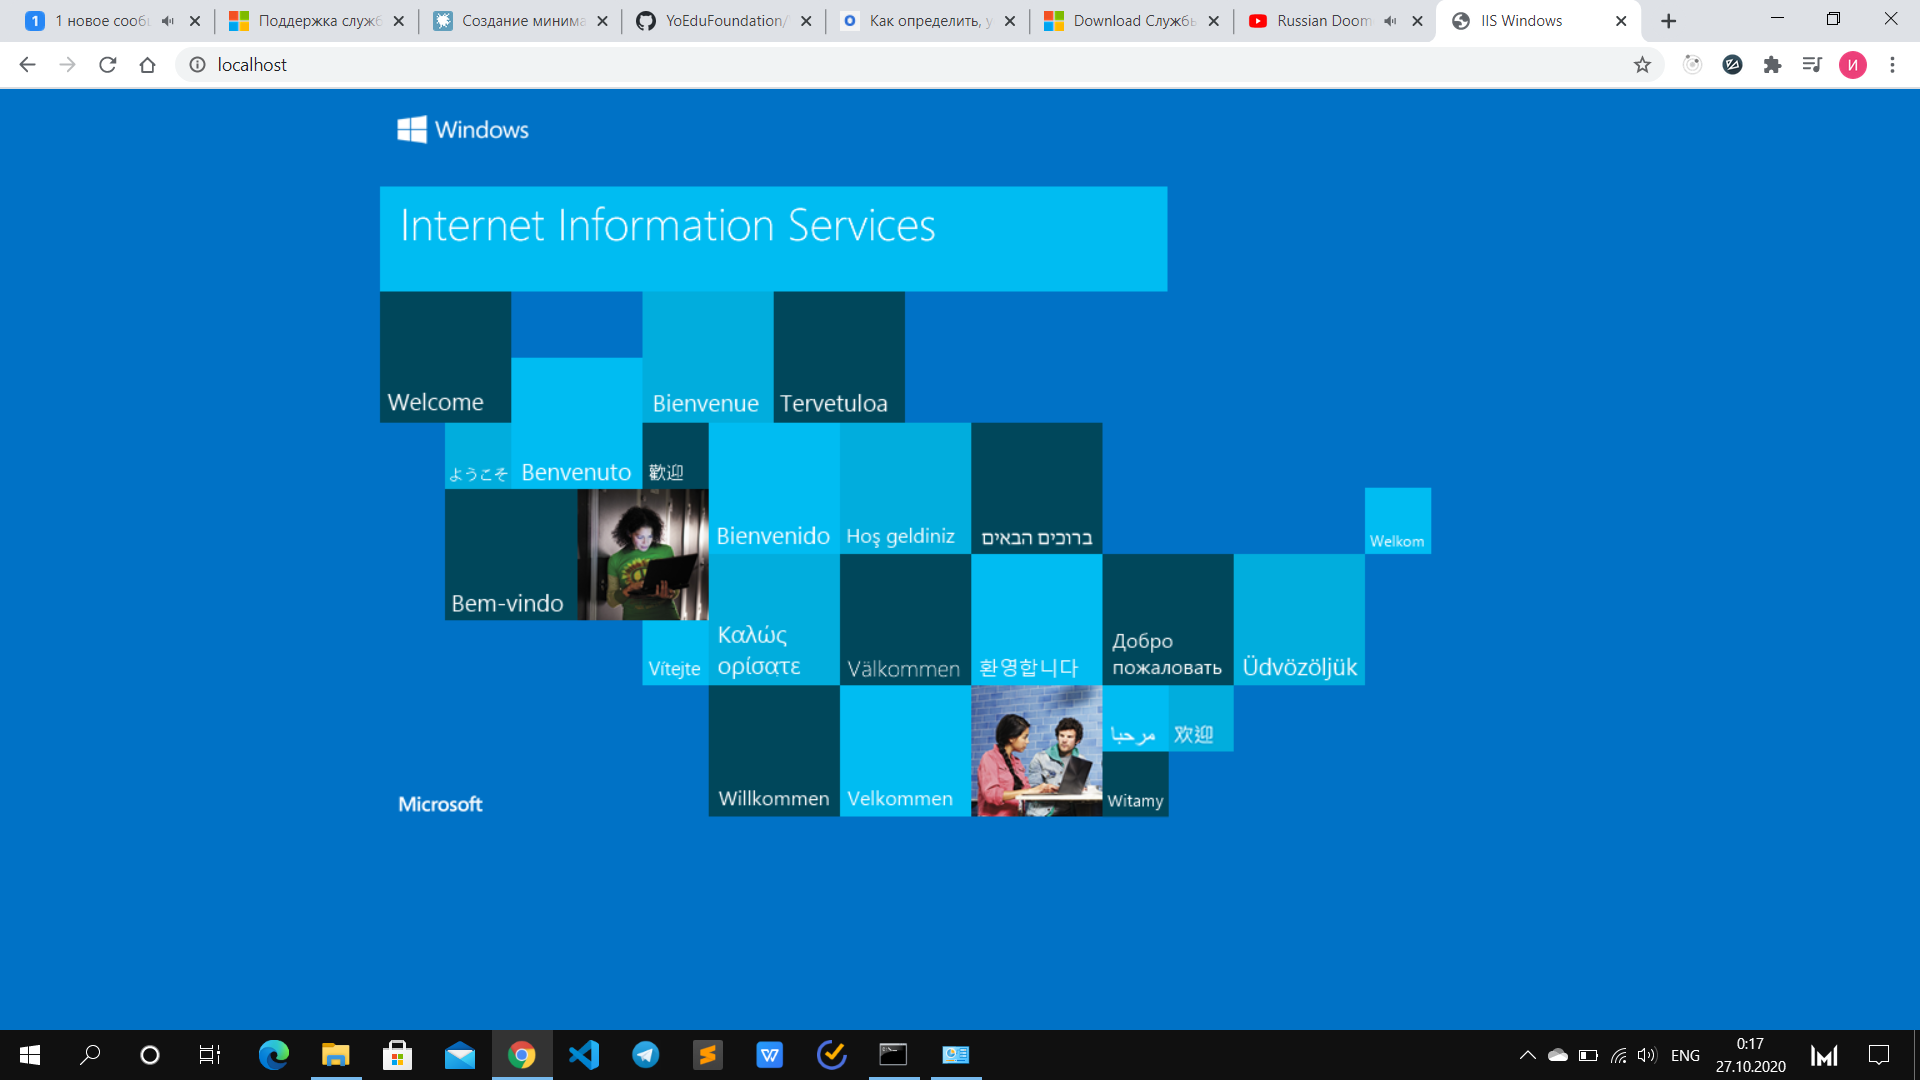 1 новое сообщ
Поддержка служб
Создание минима
YoEduFoundation/
Как определить, у
Download Службы
Russian Doom
IIS Windows
localhost
И
Windows
Internet Information Services
Welcome
Bienvenue
Tervetuloa
ようこそ
Benvenuto
歡迎
Bienvenido
Hoş geldiniz
ברוכים הבאים
Welkom
Bem-vindo
Vítejte
Καλώς
ορίσατε
Välkommen
환영합니다
Добро
пожаловать
Üdvözöljük
Willkommen
Velkommen
مرحبا
欢迎
Witamy
Microsoft
ENG
0:17
27.10.2020